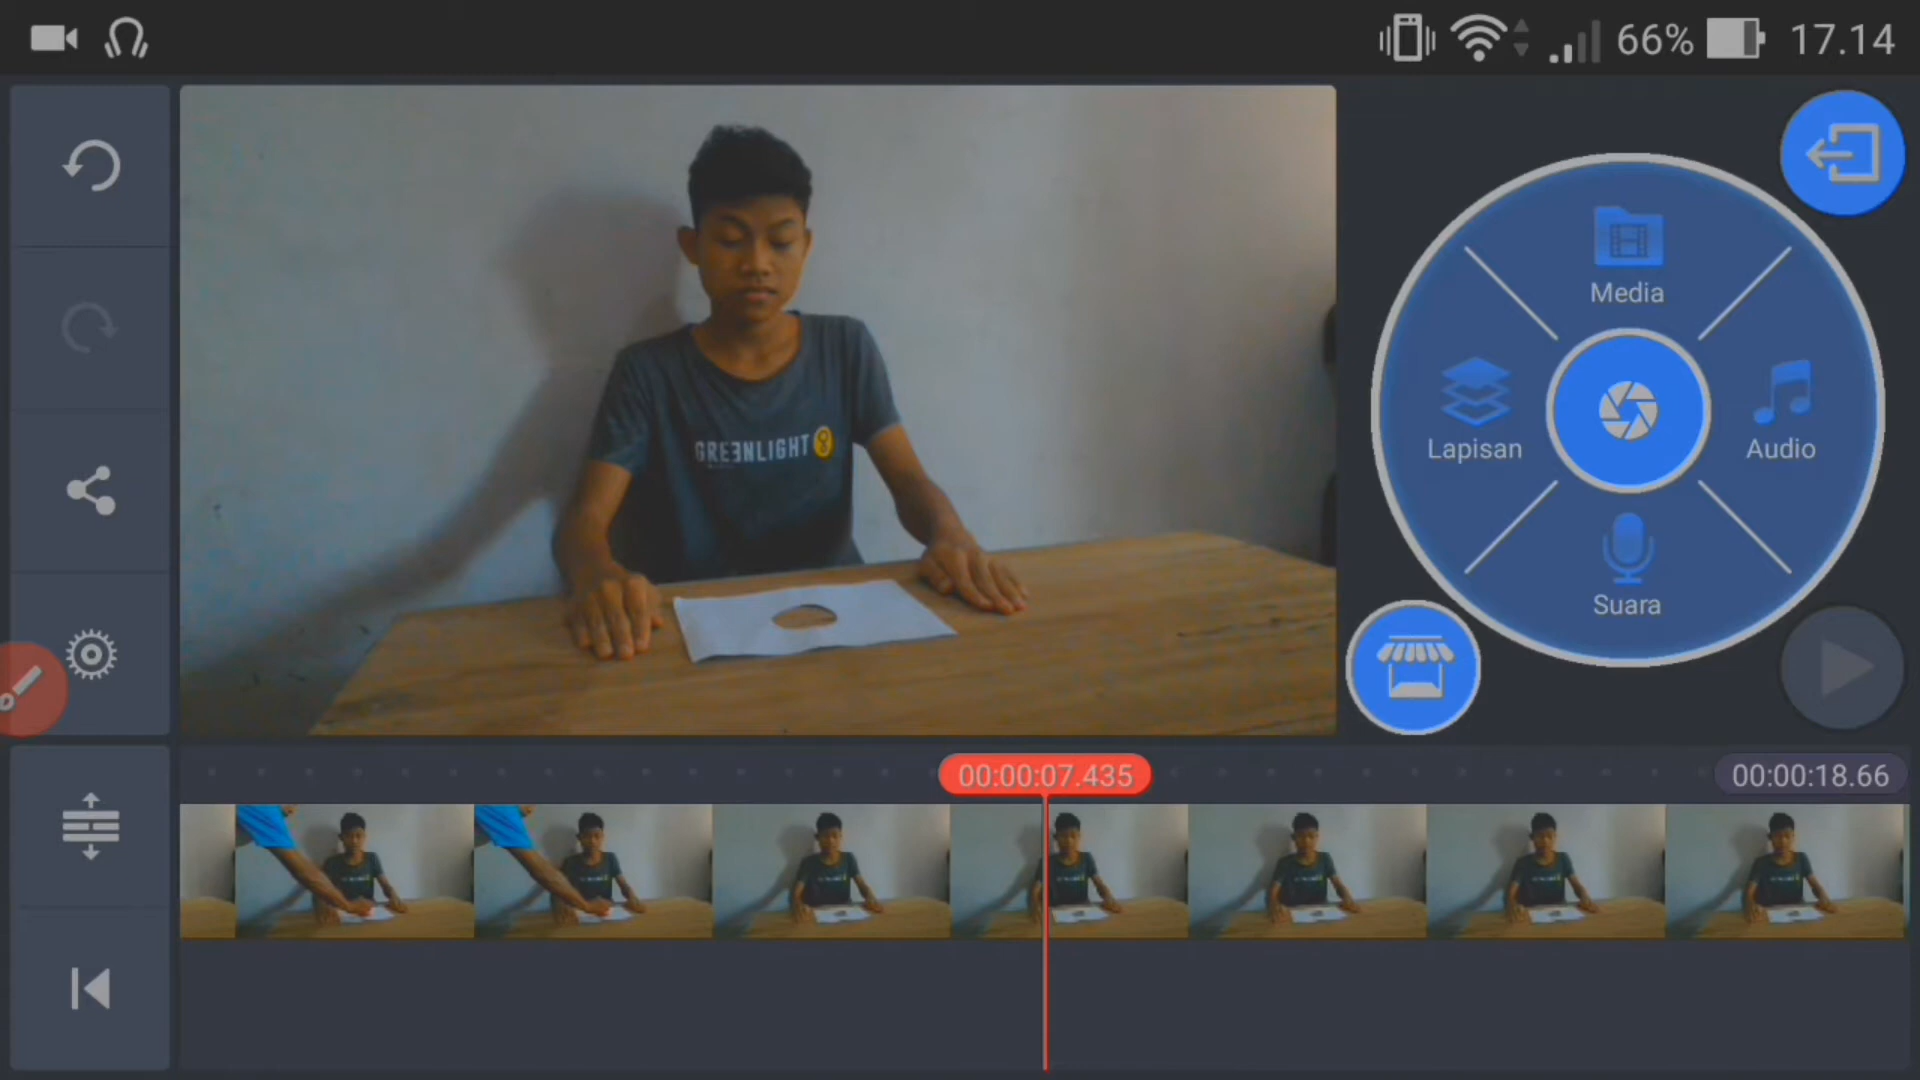 66% 17.14
Media
Lapisan
Audio
Suara
GREENLIGHT
00:00:07.435
00:00:18.66